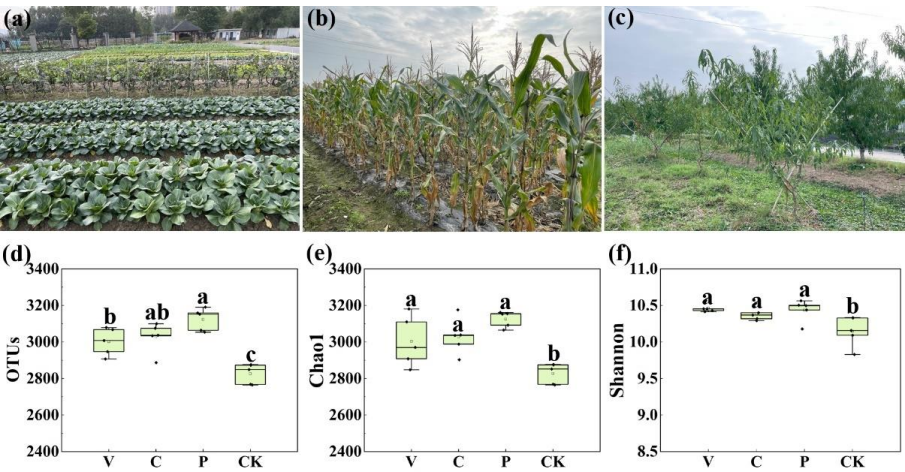 (a)
(b)
(c)
(d)
3400
3200
3000
2800
2600
2400
OTUs
b
ab
a
c
V C P CK
(e)
3400
3200
3000
2800
2600
2400
Chao1
a
a
a
b
V C P CK
(f)
11.0
10.5
10.0
9.5
9.0
8.5
Shannon
a
a
a
b
V C P CK